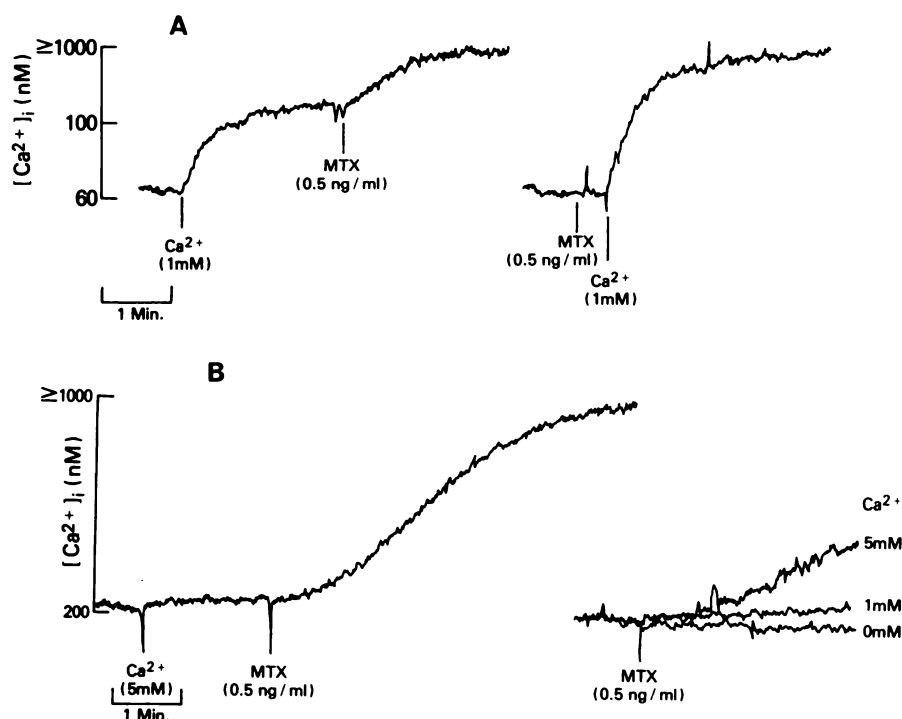 A
≥1000
100
60
[Ca2+]i (nM)
MTX
(0.5 ng/ml)
Ca2+
(1mM)
1 Min.
MTX
(0.5 ng/ml)
Ca2+
(1mM)
B
≥1000
200
[Ca2+]i (nM)
Ca2+
(5mM)
1 Min.
MTX
(0.5 ng/ml)
MTX
(0.5 ng/ml)
Ca2+
5mM
1mM
0mM